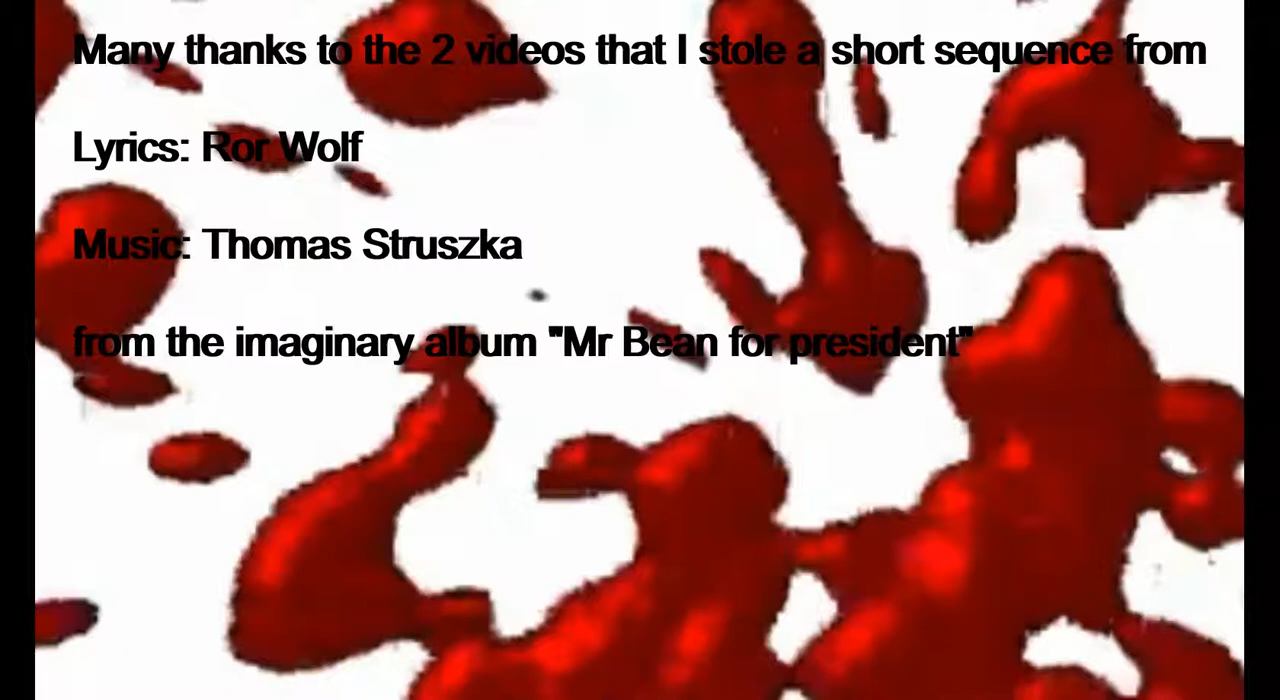 Many thanks to the 2 videos that I stole a short sequence from
Lyrics: Ror Wolf
Music: Thomas Struszka
from the imaginary album "Mr Bean for president"